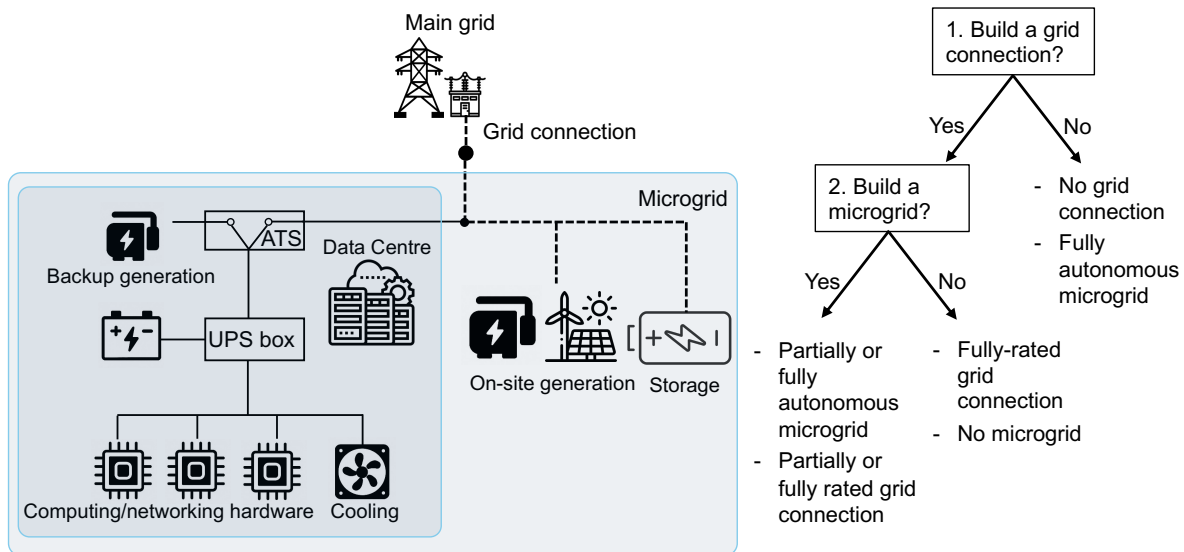 Main grid
Grid connection
Microgrid
ATS
Backup generation
Data Centre
UPS box
On-site generation
Storage
Computing/networking hardware
Cooling
1. Build a grid
connection?
Yes
No
2. Build a
microgrid?
- No grid
connection
- Fully
autonomous
microgrid
Yes
No
- Partially or
fully
autonomous
microgrid
- Partially or
fully rated grid
connection
- Fully-rated
grid
connection
- No microgrid